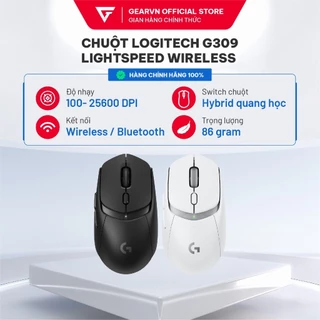 GEARVN OFFICIAL STORE
GIAN HÀNG CHÍNH THỨC
CHUỘT LOGITECH G309
LIGHTSPEED WIRELESS
HÀNG CHÍNH HÃNG 100%
Độ nhạy
100- 25600 DPI
Switch chuột
Hybrid quang học
Kết nối
Wireless / Bluetooth
Trọng lượng
86 gram